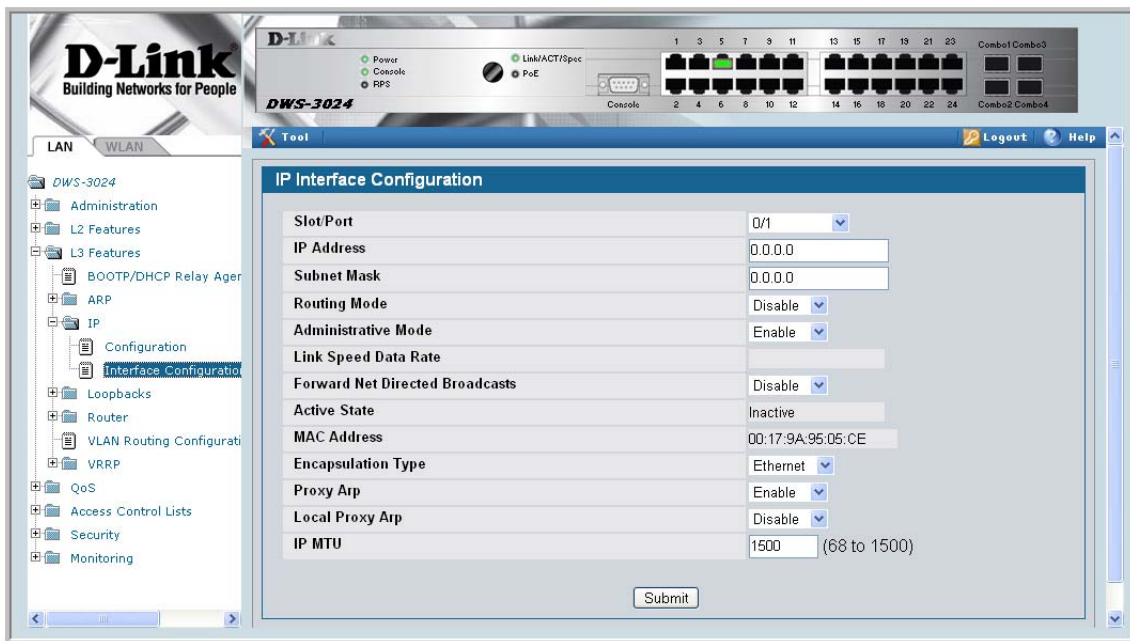 D-Link
Building Networks for People
D-Link
Power
Console
RPS
Link/ACT/Spec
PoE
DWS-3024
Console
1 3 5 7 9 11 13 15 17 19 21 23
2 4 6 8 10 12 14 16 18 20 22 24
Combo1 Combo3
Combo2 Combo4
LAN
WLAN
Tool
Logout
Help
DWS-3024
Administration
L2 Features
L3 Features
BOOTP/DHCP Relay Agen
ARP
IP
Configuration
Interface Configuration
Loopbacks
Router
VLAN Routing Configurati
VRRP
QoS
Access Control Lists
Security
Monitoring
IP Interface Configuration
Slot/Port 0/1
IP Address 0.0.0.0
Subnet Mask 0.0.0.0
Routing Mode Disable
Administrative Mode Enable
Link Speed Data Rate
Forward Net Directed Broadcasts Disable
Active State Inactive
MAC Address 00:17:9A:95:05:CE
Encapsulation Type Ethernet
Proxy Arp Enable
Local Proxy Arp Disable
IP MTU 1500 (68 to 1500)
Submit